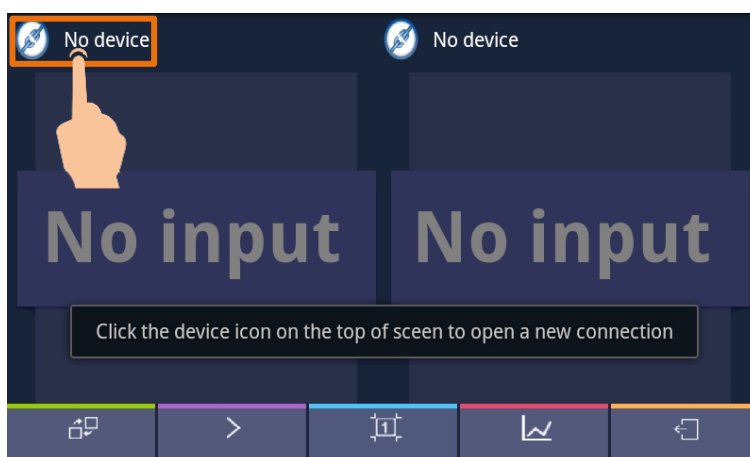 No device
No device
No input
No input
Click the device icon on the top of sceen to open a new connection
1